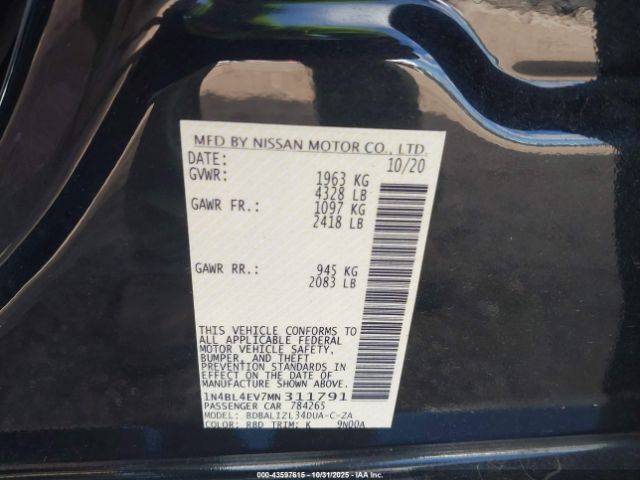 MFD BY NISSAN MOTOR CO., LTD.
DATE: 10/20
GVWR: 1963 KG
4328 LB
GAWR FR.: 1097 KG
2418 LB
GAWR RR.: 945 KG
2083 LB
THIS VEHICLE CONFORMS TO
ALL APPLICABLE FEDERAL
MOTOR VEHICLE SAFETY,
BUMPER, AND THEFT
PREVENTION STANDARDS IN
EFFECT ON THE DATE OF
MANUFACTURE SHOWN ABOVE.
1N4BL4EV7MN 311791
PASSENGER CAR 784265
MODEL: BDBALIZL34DUA-C-ZA
COLOR: RBD TRIM: K 9N00A
000-43597615 - 10/31/2025 - IAA Inc.